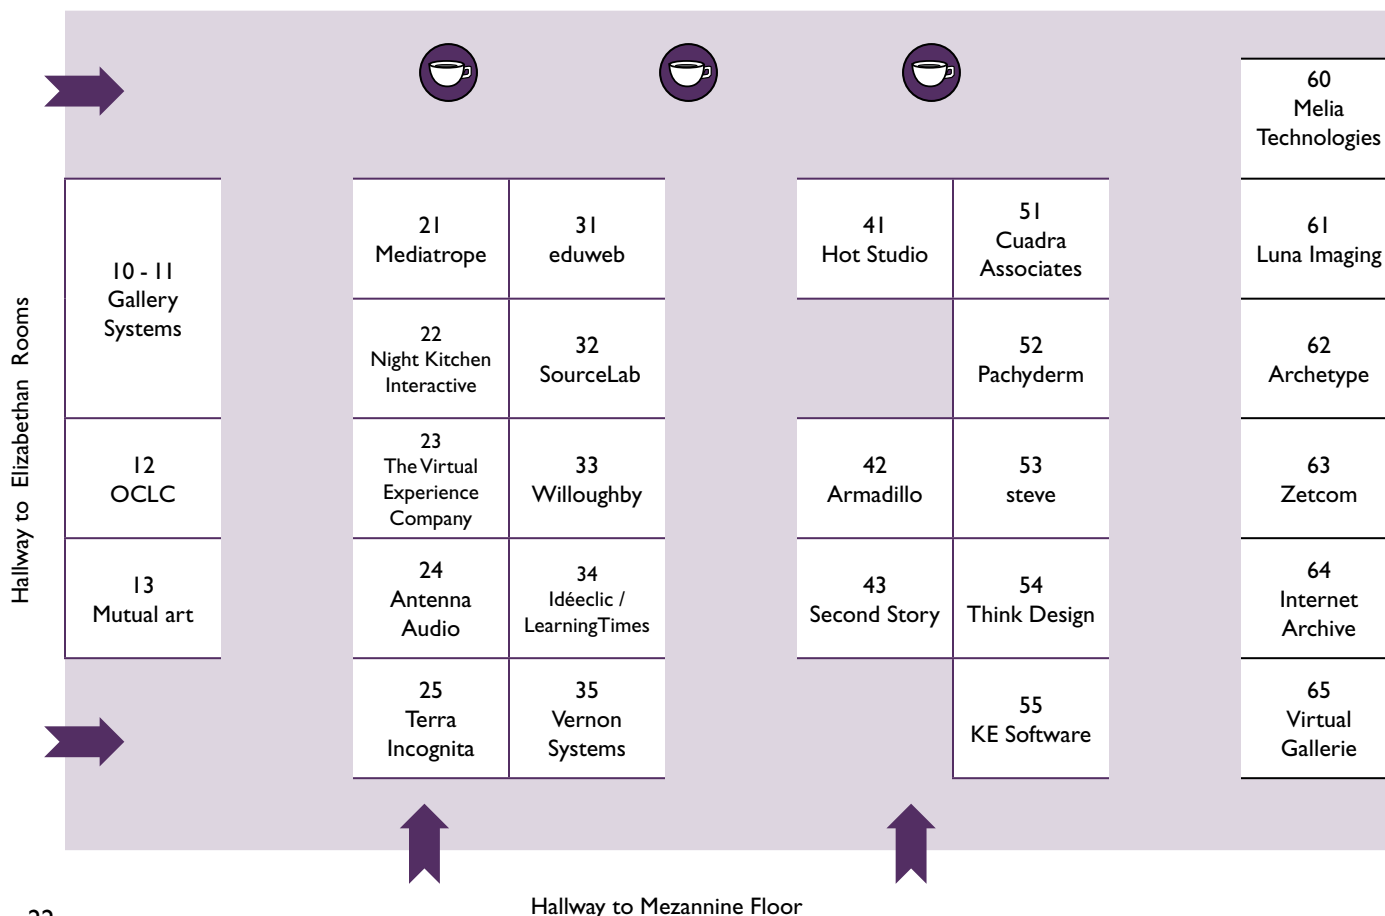 60
Melia
Technologies
10 - 11
Gallery
Systems
21
Mediatrope
31
eduweb
41
Hot Studio
51
Cuadra
Associates
61
Luna Imaging
22
Night Kitchen
Interactive
32
SourceLab
52
Pachyderm
62
Archetype
Hallway to Elizabethan Rooms
12
OCLC
23
The Virtual
Experience
Company
33
Willoughby
42
Armadillo
53
steve
63
Zetcom
13
Mutual art
24
Antenna
Audio
34
Idéeclic /
LearningTimes
43
Second Story
54
Think Design
64
Internet
Archive
25
Terra
Incognita
35
Vernon
Systems
55
KE Software
65
Virtual
Gallerie
Hallway to Mezannine Floor